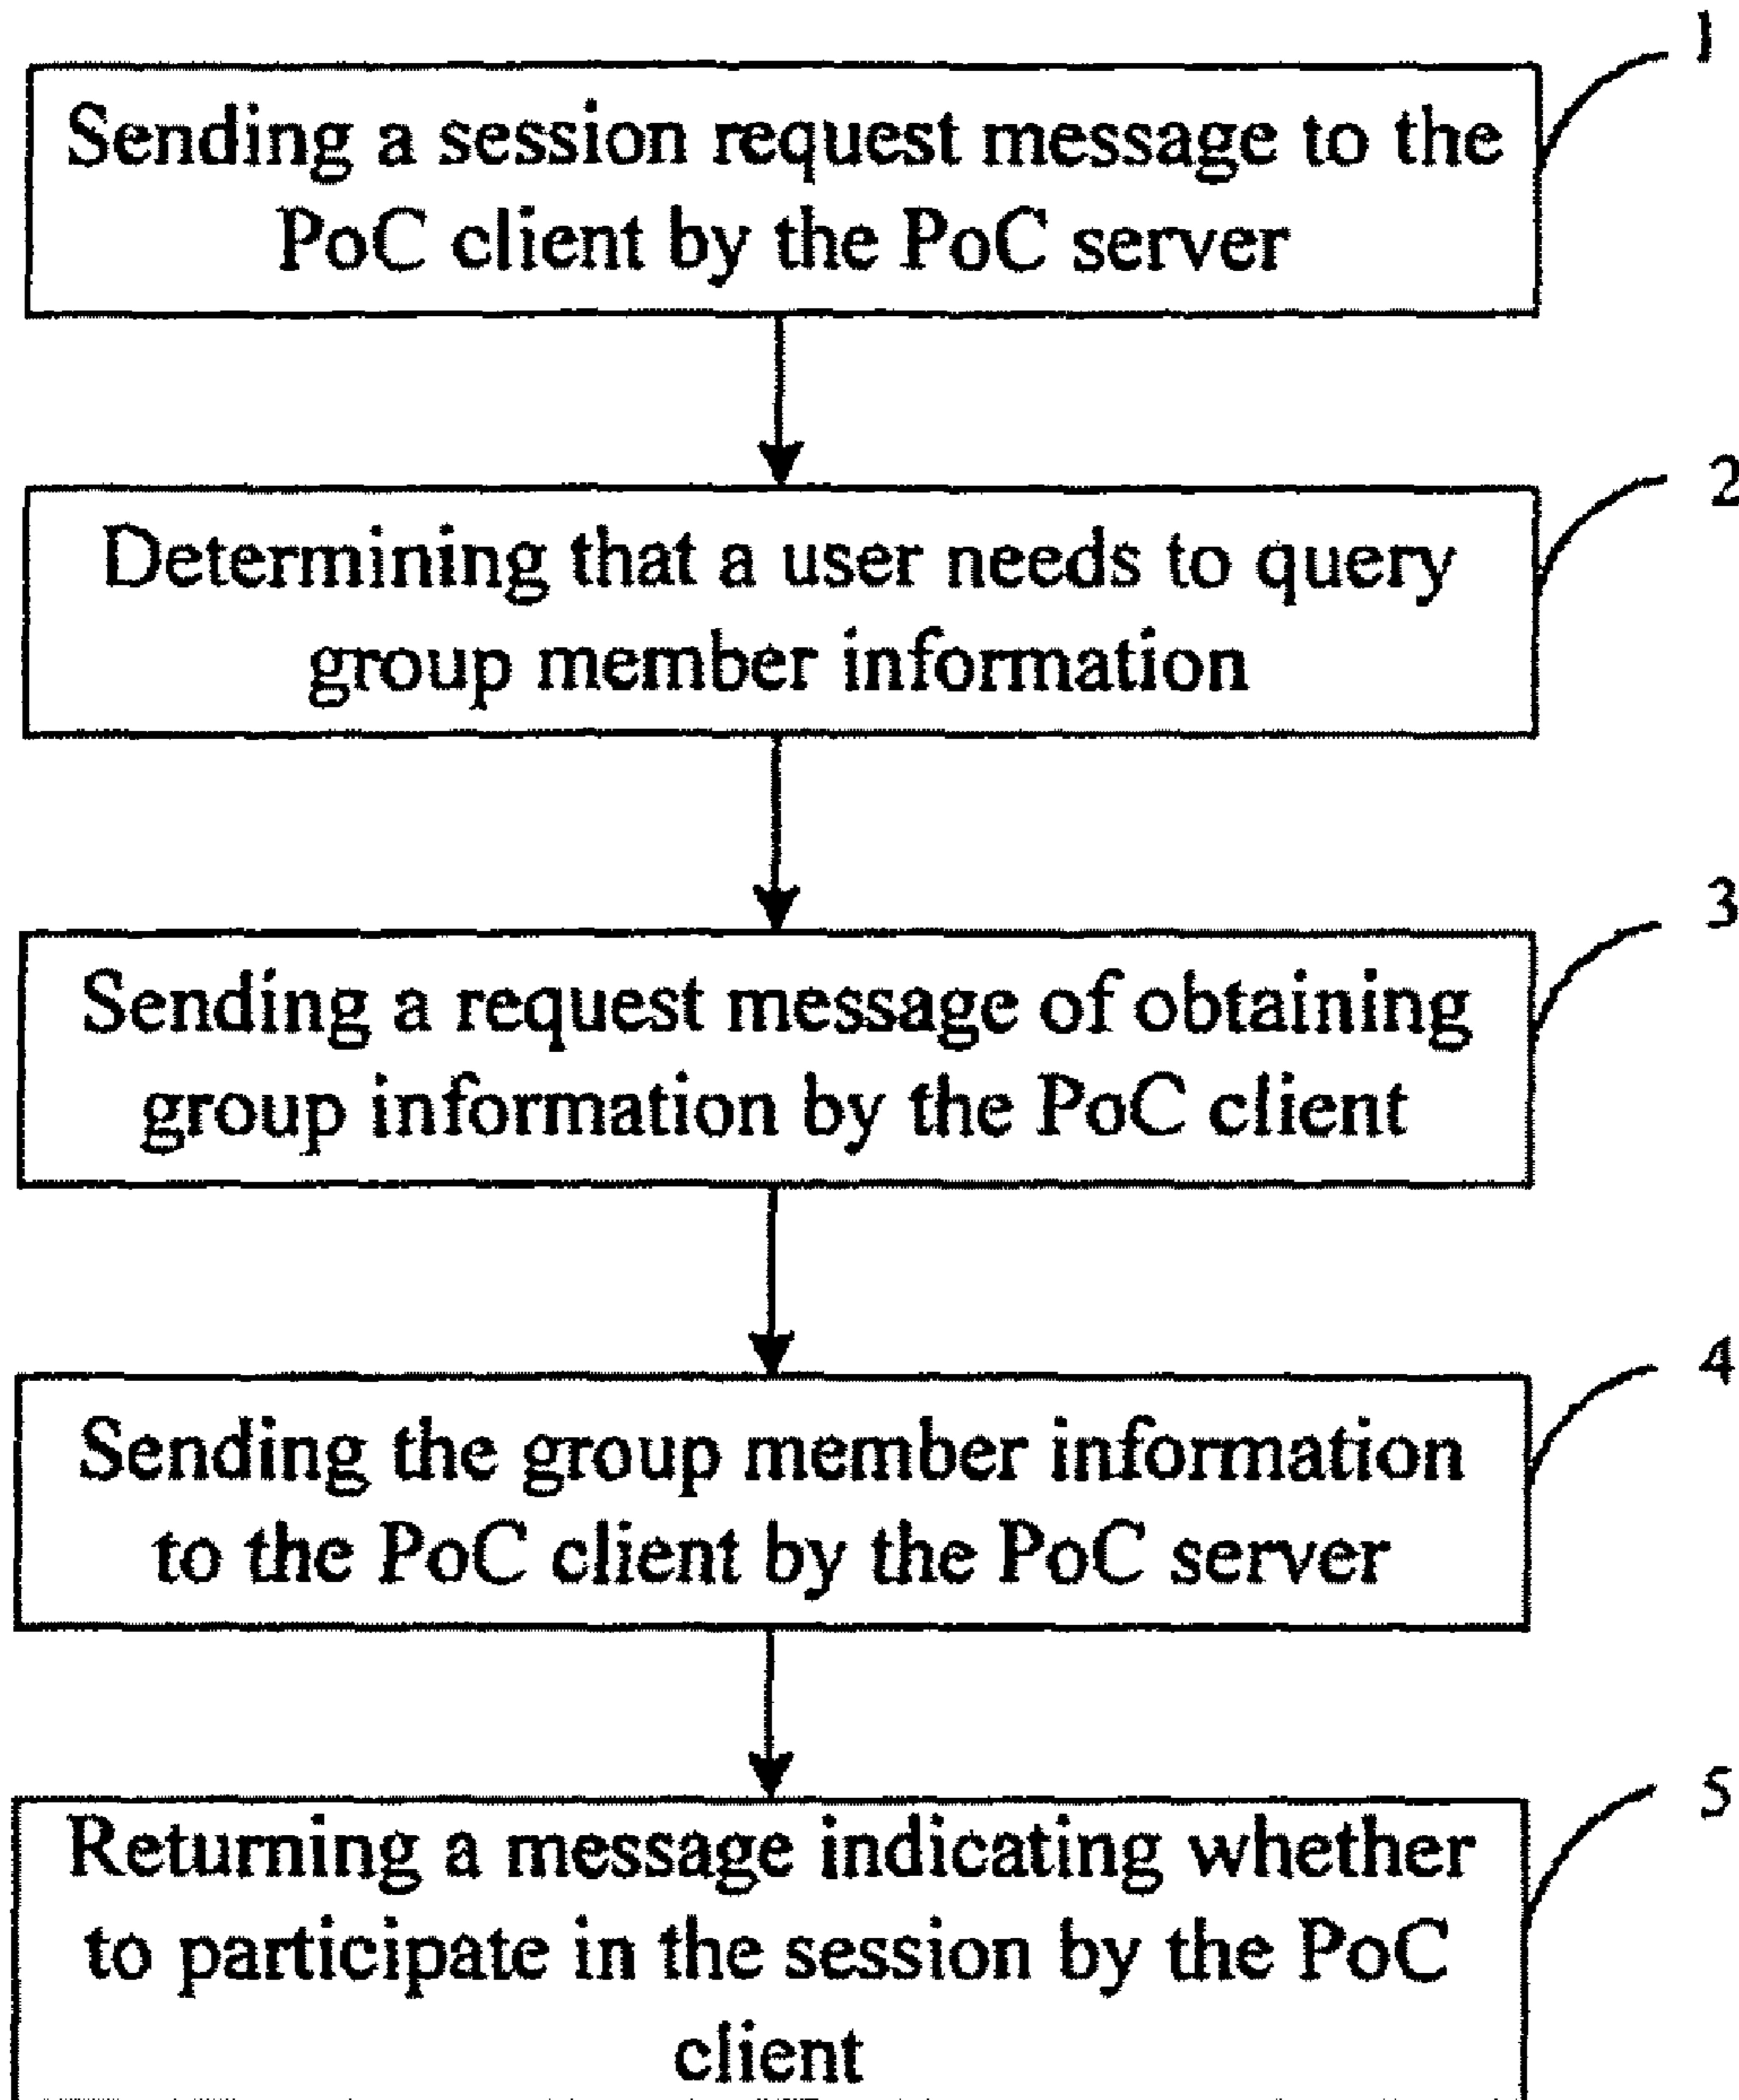 1
Sending a session request message to the
PoC client by the PoC server
2
Determining that a user needs to query
group member information
3
Sending a request message of obtaining
group information by the PoC client
4
Sending the group member information
to the PoC client by the PoC server
5
Returning a message indicating whether
to participate in the session by the PoC
client